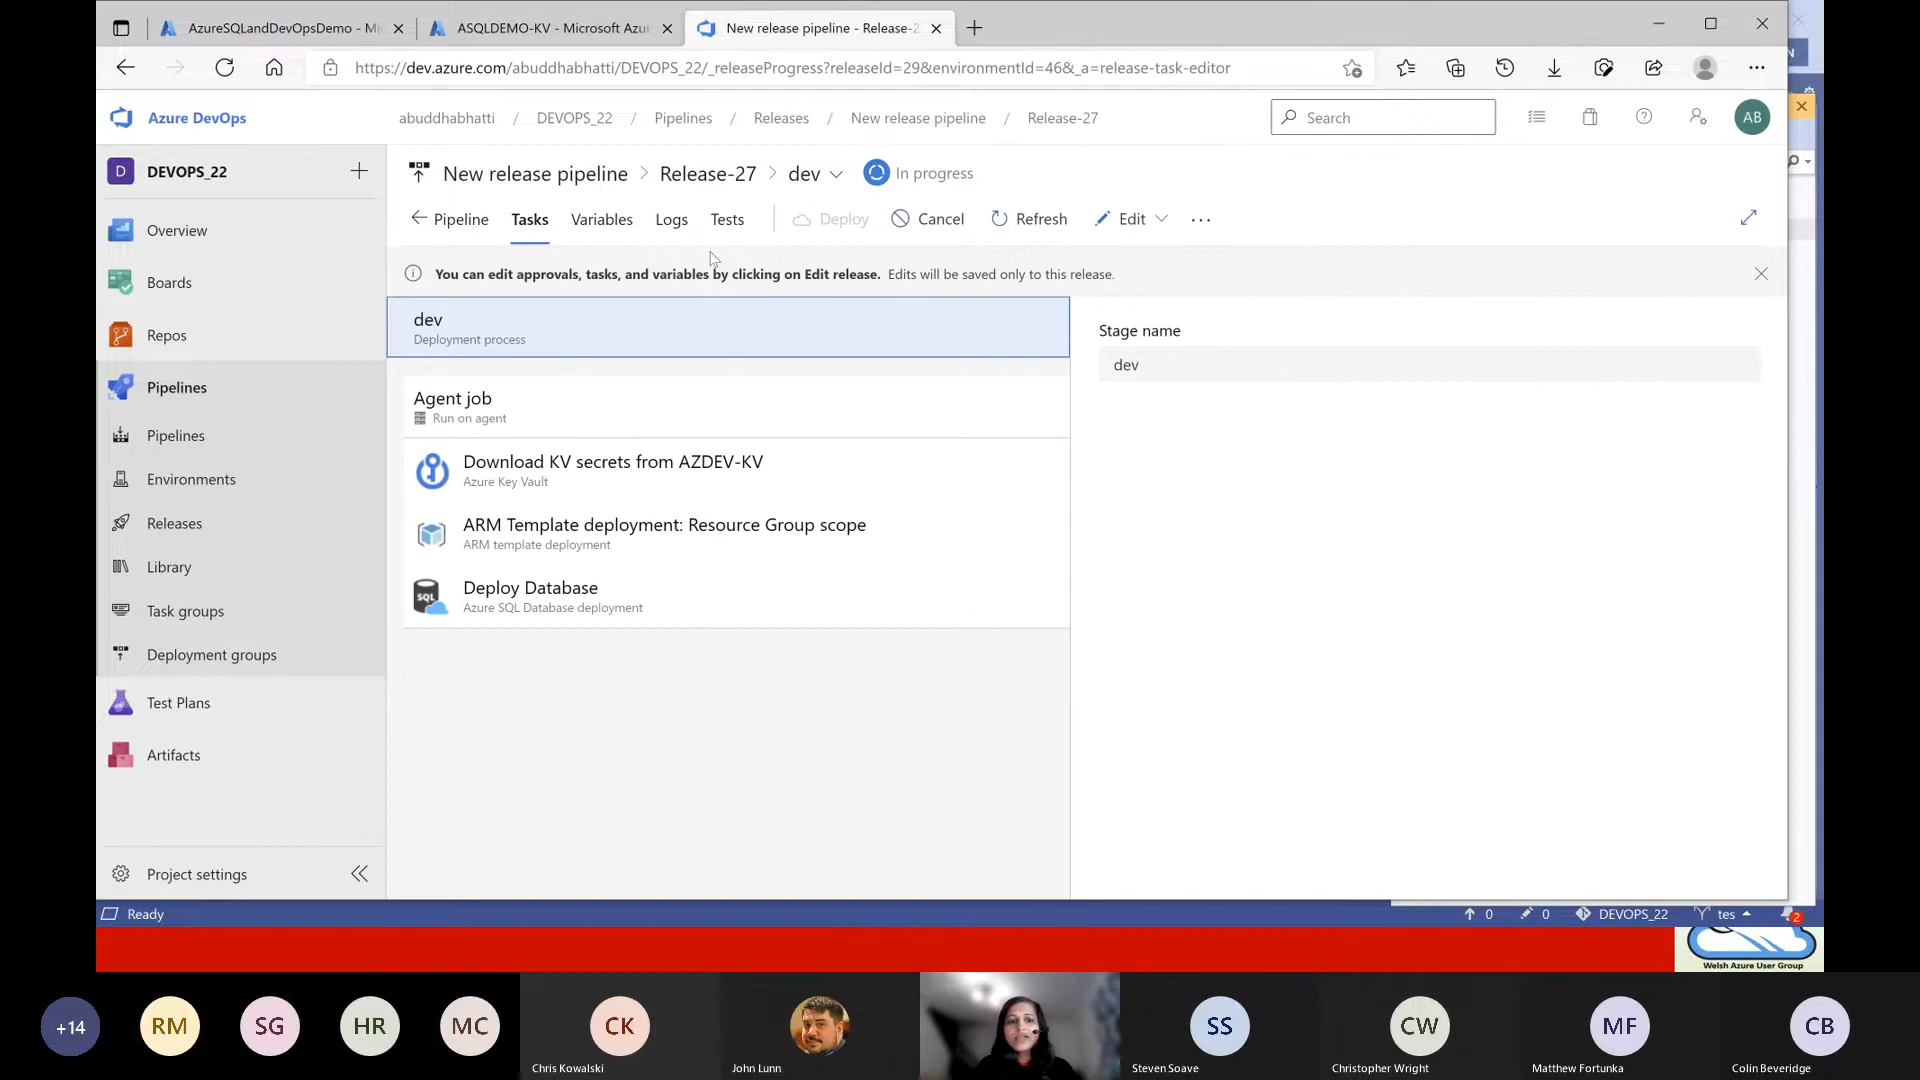 AzureSQLandDevOpsDemo - Mi
ASQLDEMO-KV - Microsoft Azur
New release pipeline - Release-2
https://dev.azure.com/abuddhabhatti/DEVOPS_22/_releaseProgress?releaseId=29&environmentId=46&_a=release-task-editor
Azure DevOps
abuddhabhatti / DEVOPS_22 / Pipelines / Releases / New release pipeline / Release-27
Search
AB
D DEVOPS_22
New release pipeline > Release-27 > dev In progress
Pipeline Tasks Variables Logs Tests Deploy Cancel Refresh Edit ...
You can edit approvals, tasks, and variables by clicking on Edit release. Edits will be saved only to this release.
Overview
Boards
Repos
Pipelines
Pipelines
Environments
Releases
Library
Task groups
Deployment groups
Test Plans
Artifacts
Project settings
dev
Deployment process
Agent job
Run on agent
Download KV secrets from AZDEV-KV
Azure Key Vault
ARM Template deployment: Resource Group scope
ARM template deployment
Deploy Database
SQL
Azure SQL Database deployment
Stage name
dev
Ready
0 0 DEVOPS_22 tes 2
Welsh Azure User Group
+14 RM SG HR MC CK SS CW MF CB
Chris Kowalski John Lunn Steven Soave Christopher Wright Matthew Fortunka Colin Beveridge